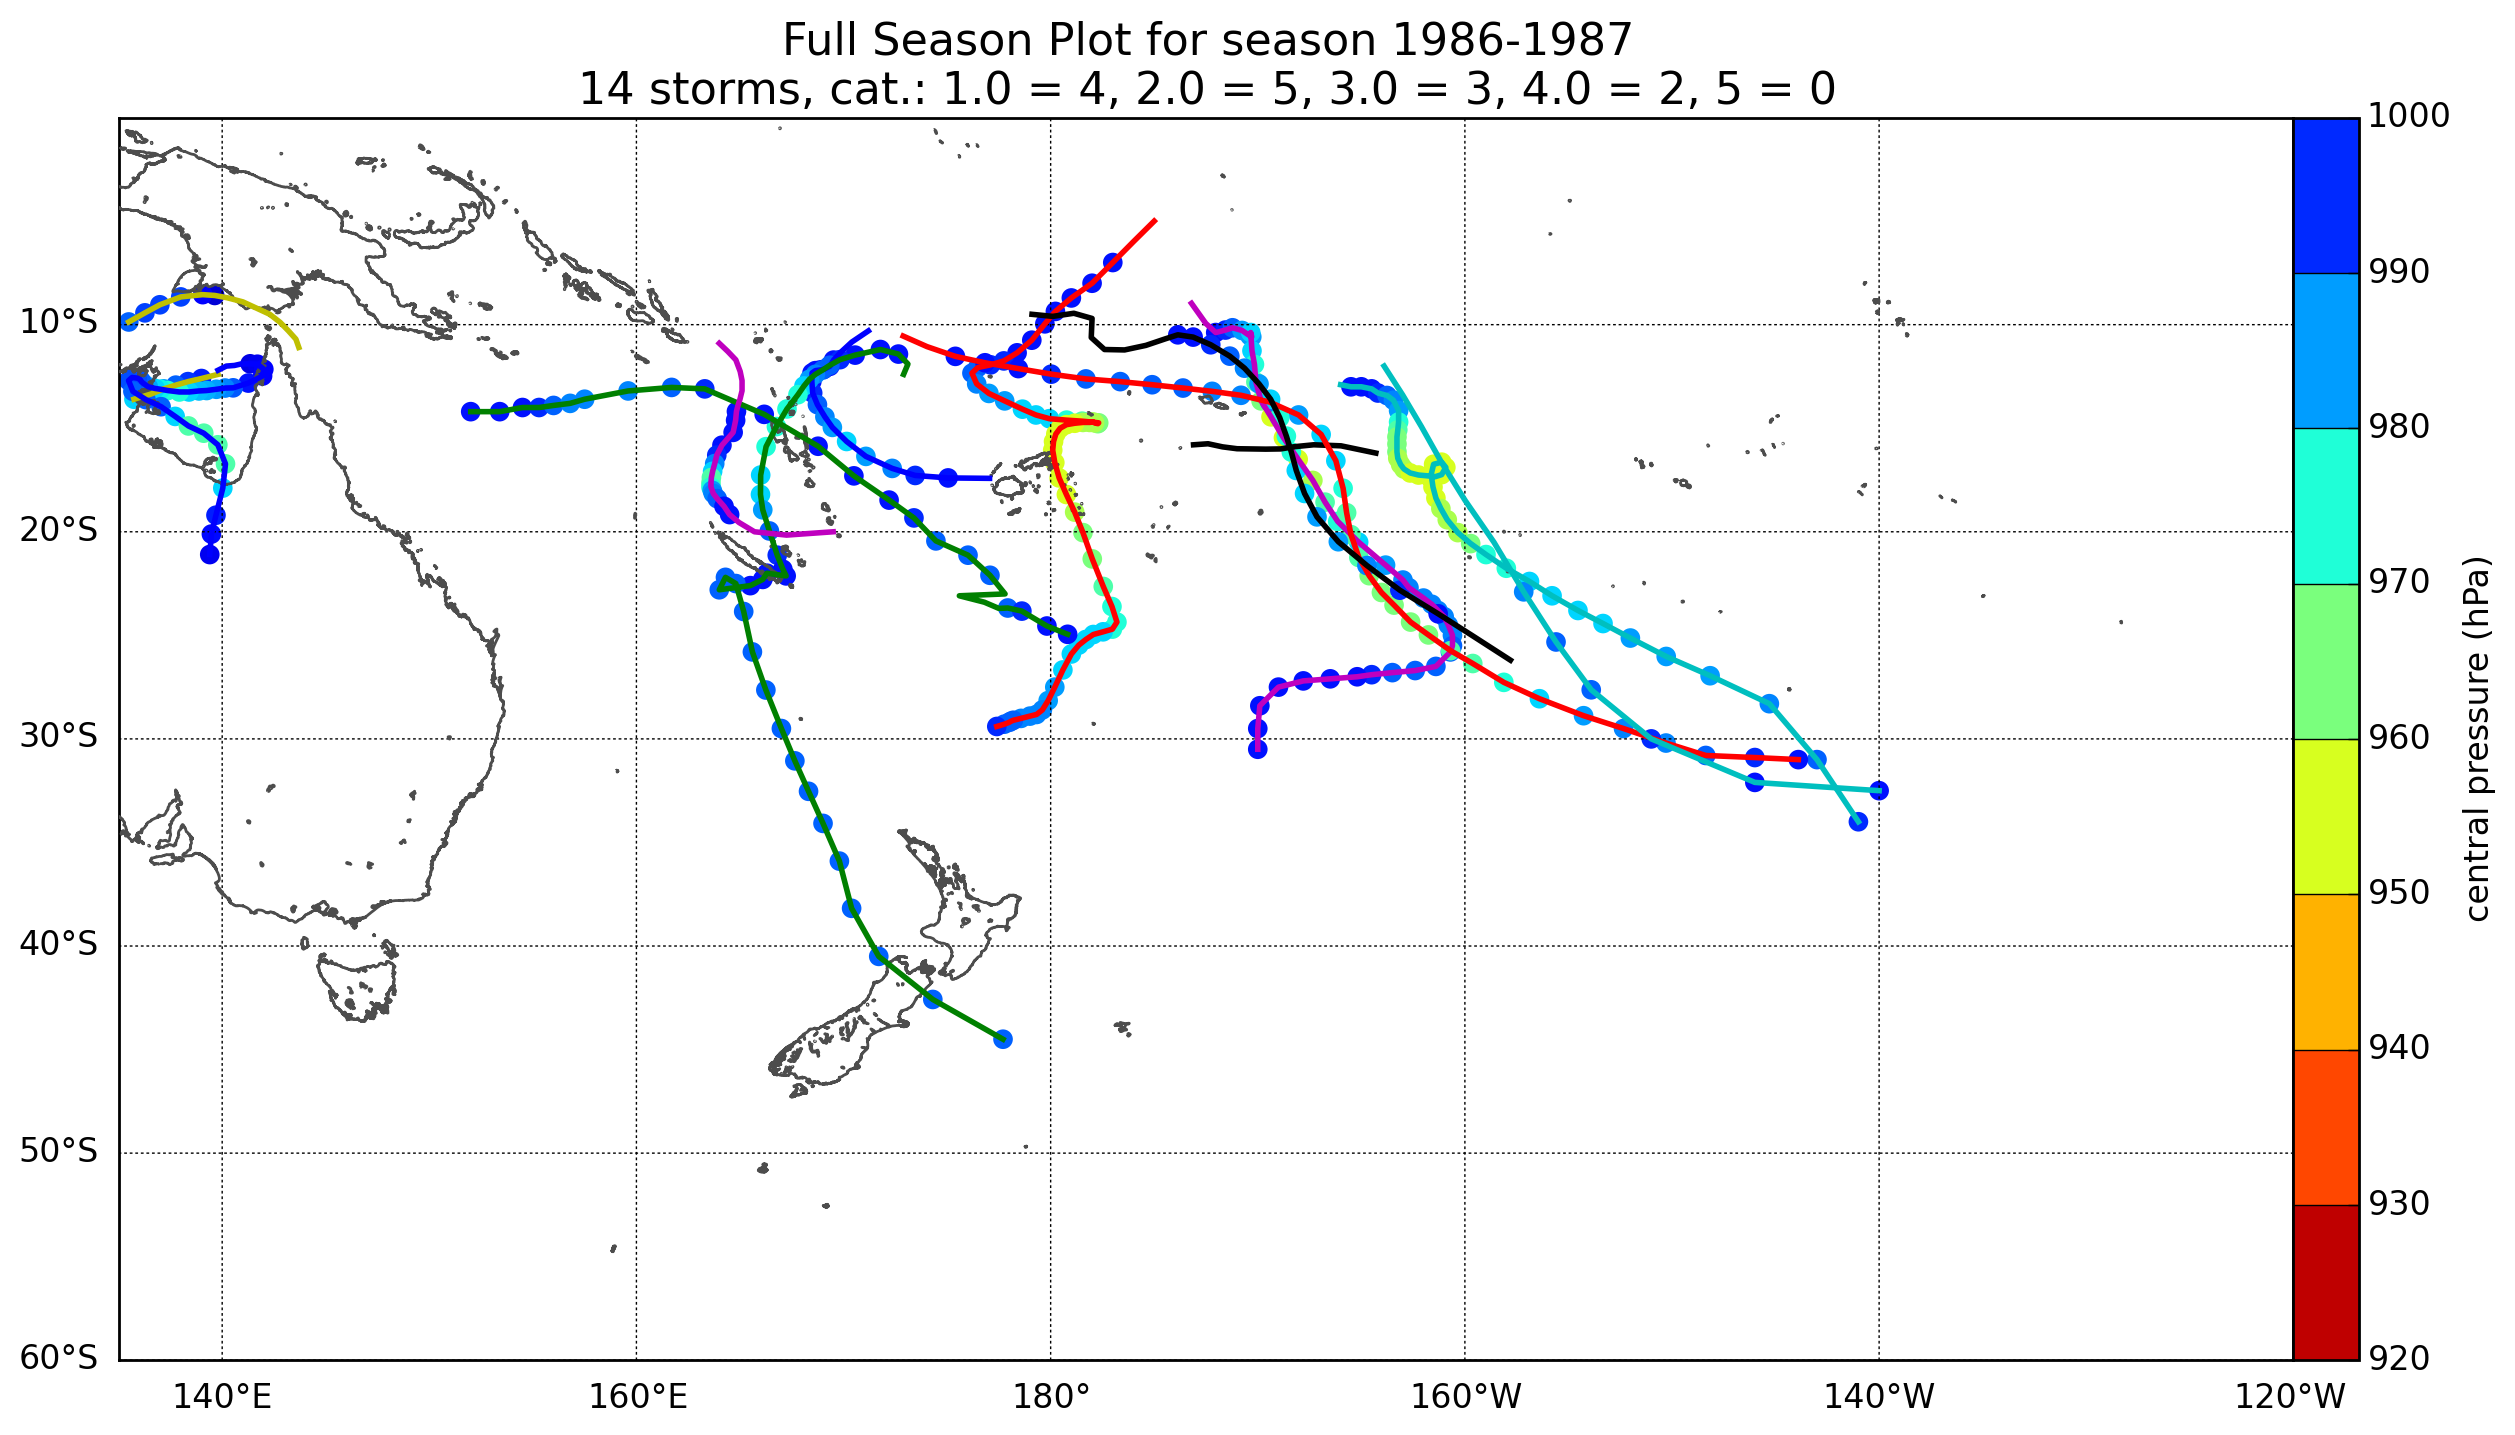 Full Season Plot for season 1986-1987
14 storms, cat.: 1.0 = 4, 2.0 = 5, 3.0 = 3, 4.0 = 2, 5 = 0
10°S
20°S
30°S
40°S
50°S
60°S
140°E
160°E
180°
160°W
140°W
120°W
1000
990
980
970
960
950
940
930
920
central pressure (hPa)